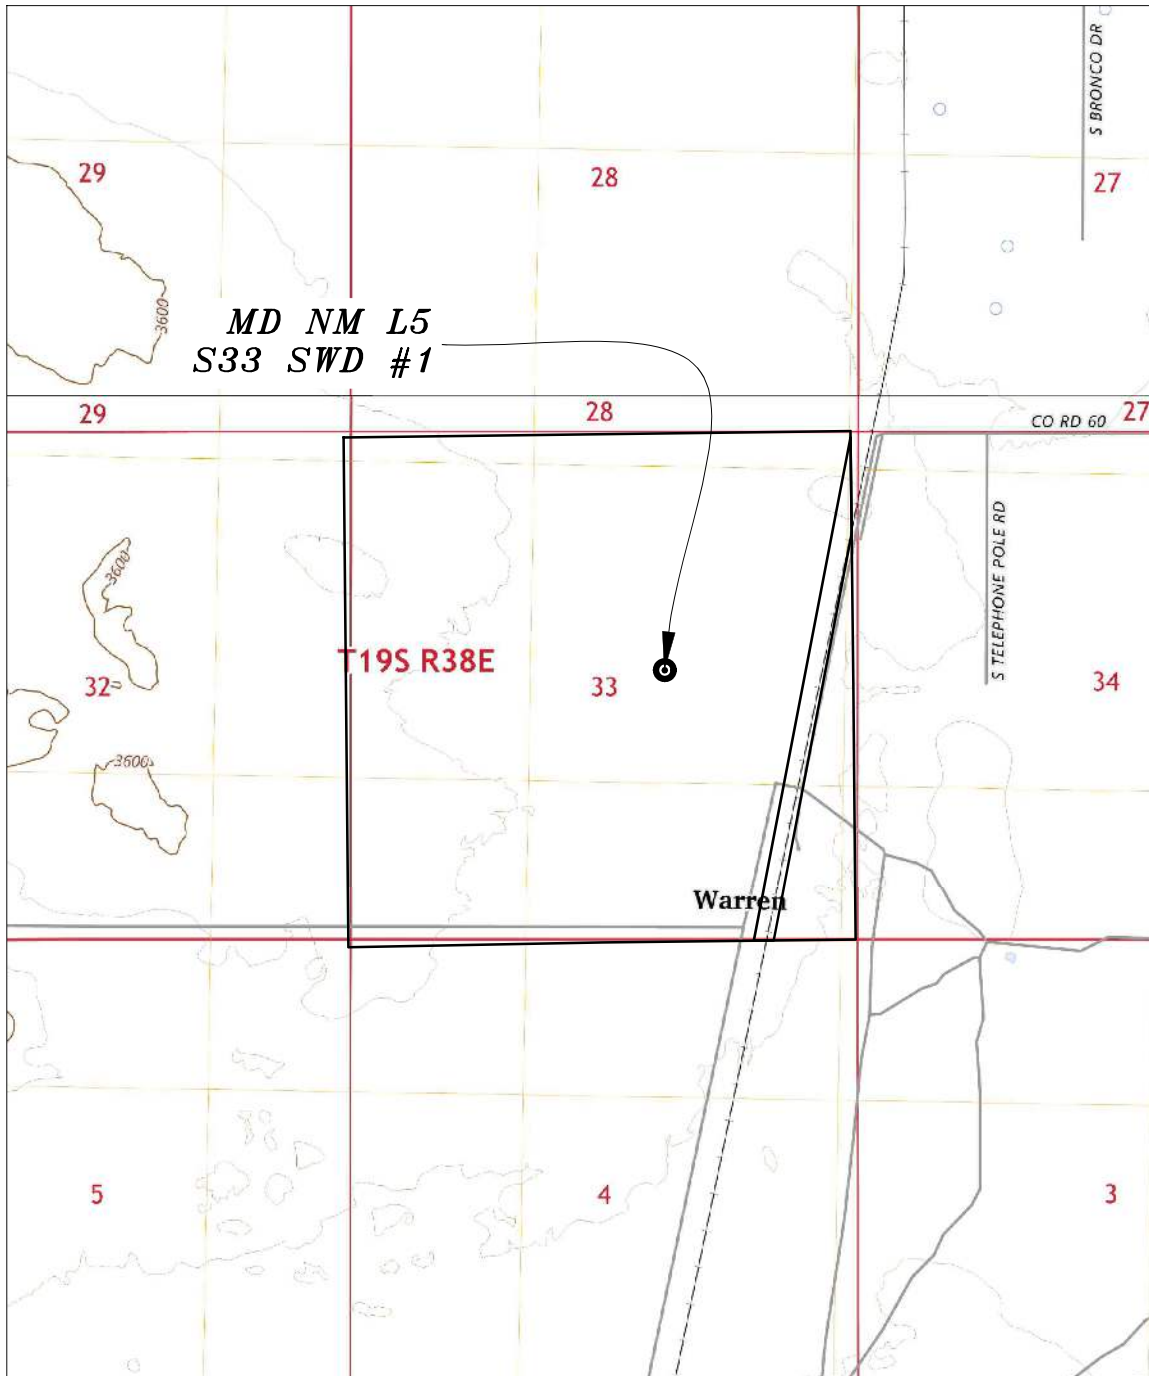 S BRONCO DR
29
28
27
3600
MD NM L5
S33 SWD #1
29
28
27
CO RD 60
3600
S TELEPHONE POLE RD
T19S R38E
32
33
34
3600
Warren
5
4
3